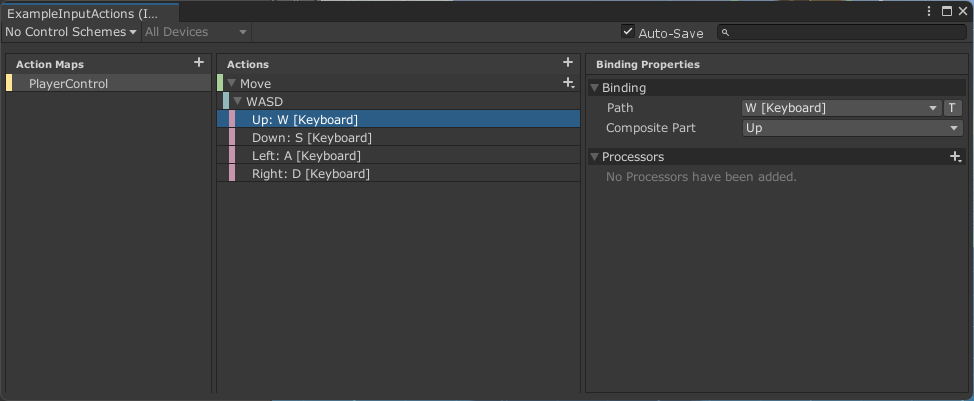 ExampleInputActions (I...
No Control Schemes All Devices Auto-Save
Action Maps
PlayerControl
Actions
Move
WASD
Up: W [Keyboard]
Down: S [Keyboard]
Left: A [Keyboard]
Right: D [Keyboard]
Binding Properties
Binding
Path W [Keyboard] T
Composite Part Up
Processors
No Processors have been added.